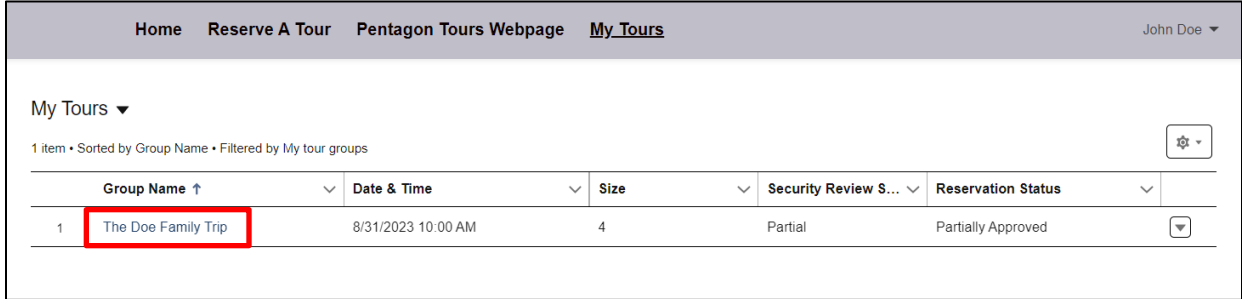 Home Reserve A Tour Pentagon Tours Webpage My Tours John Doe
My Tours
1 item • Sorted by Group Name • Filtered by My tour groups
Group Name ↑ Date & Time Size Security Review S... Reservation Status
1 The Doe Family Trip 8/31/2023 10:00 AM 4 Partial Partially Approved